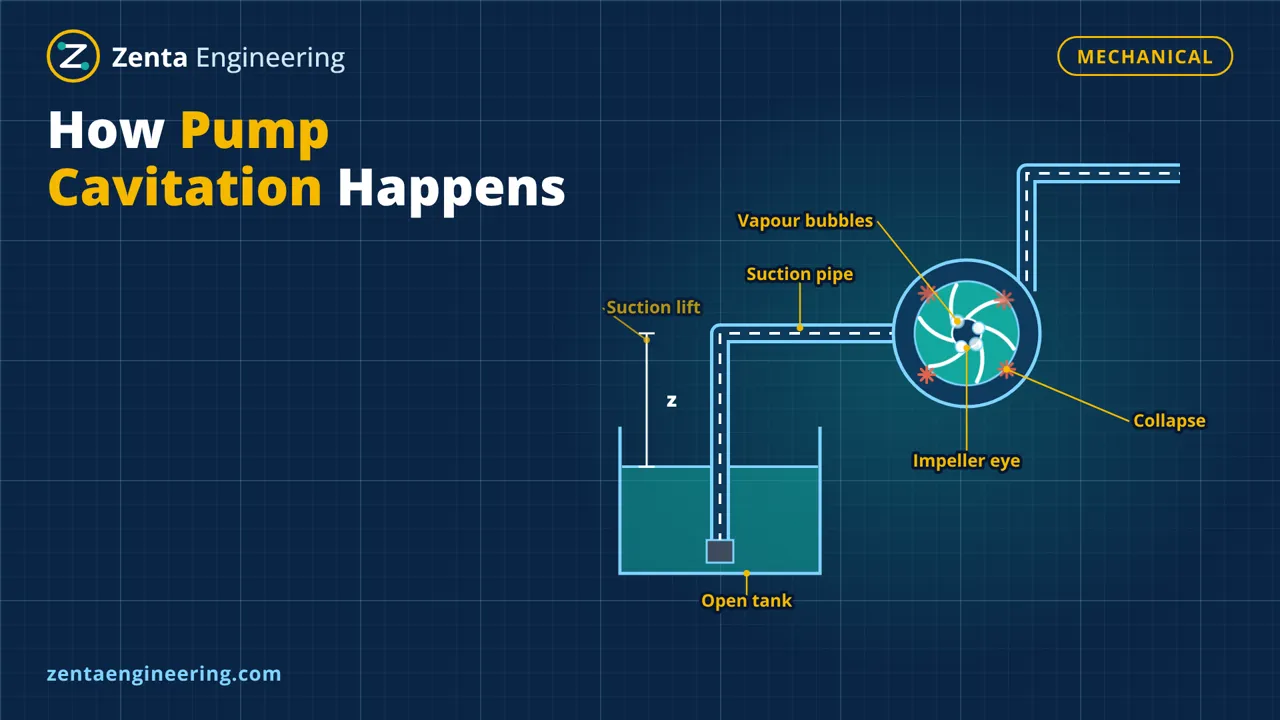 Zenta Engineering
MECHANICAL
How Pump
Cavitation Happens
Vapour bubbles
Suction pipe
Suction lift
z
Collapse
Impeller eye
Open tank
zentaengineering.com